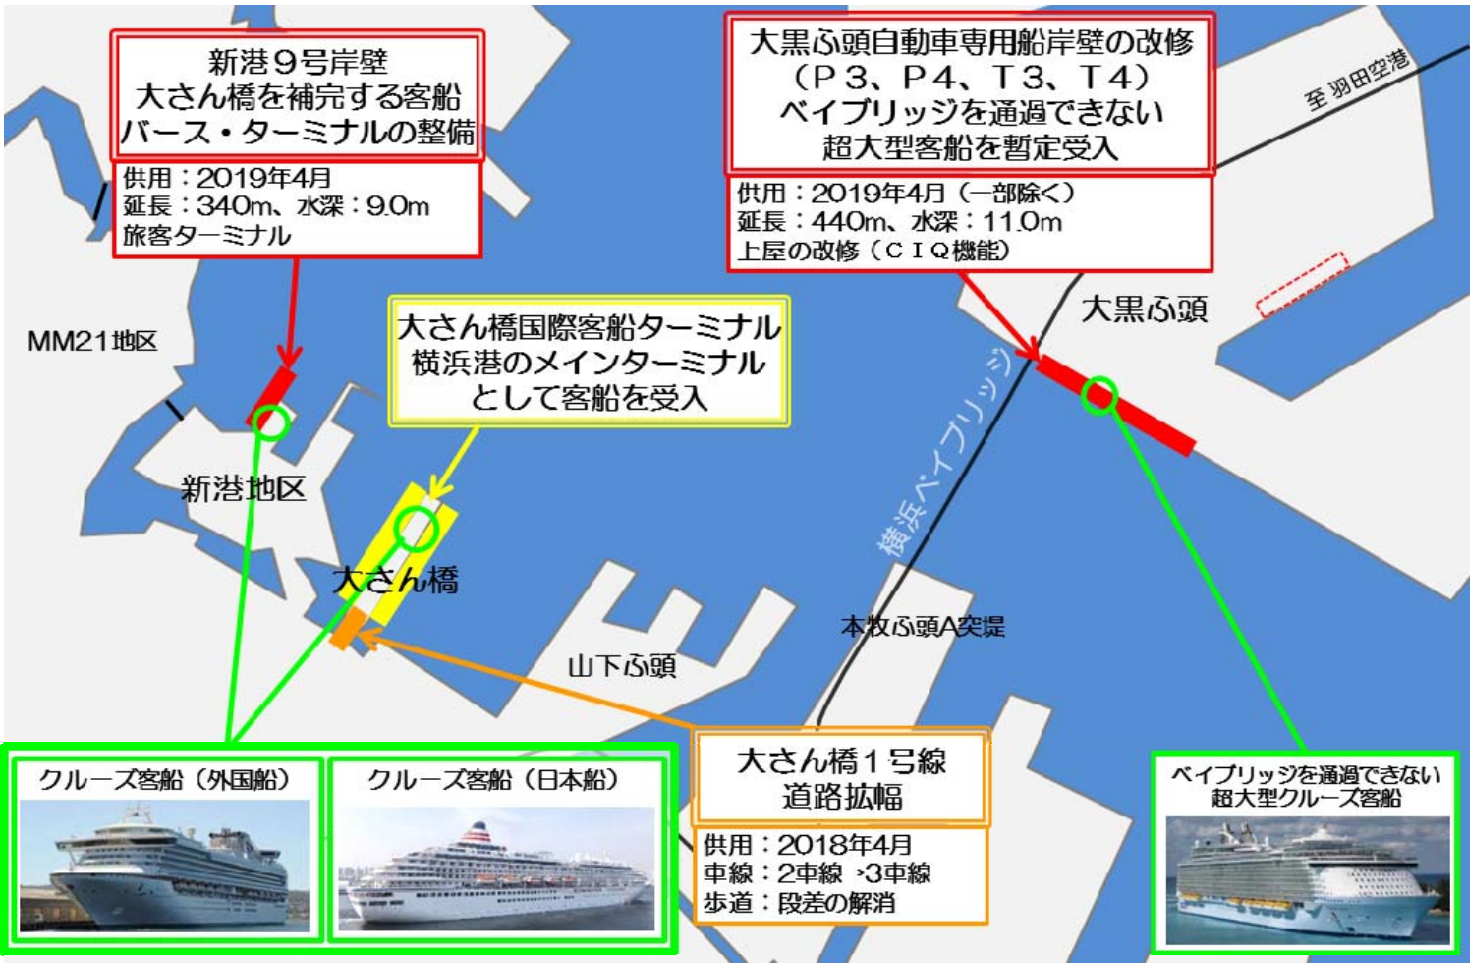 新港９号岸壁
大さん橋を補完する客船
バース・ターミナルの整備
供用：2019年4月
延長：340m、水深：9.0m
旅客ターミナル
大黒ふ頭自動車専用船岸壁の改修
（Ｐ３、Ｐ４、Ｔ３、Ｔ４）
ベイブリッジを通過できない
超大型客船を暫定受入
供用：2019年4月（一部除く）
延長：440m、水深：11.0m
上屋の改修（ＣＩＱ機能）
至 羽田空港
大黒ふ頭
MM21地区
大さん橋国際客船ターミナル
横浜港のメインターミナル
として客船を受入
横浜ベイブリッジ
新港地区
大さん橋
山下ふ頭
本牧ふ頭A突堤
クルーズ客船（外国船）
クルーズ客船（日本船）
大さん橋１号線
道路拡幅
供用：2018年4月
車線：2車線→3車線
歩道：段差の解消
ベイブリッジを通過できない
超大型クルーズ客船